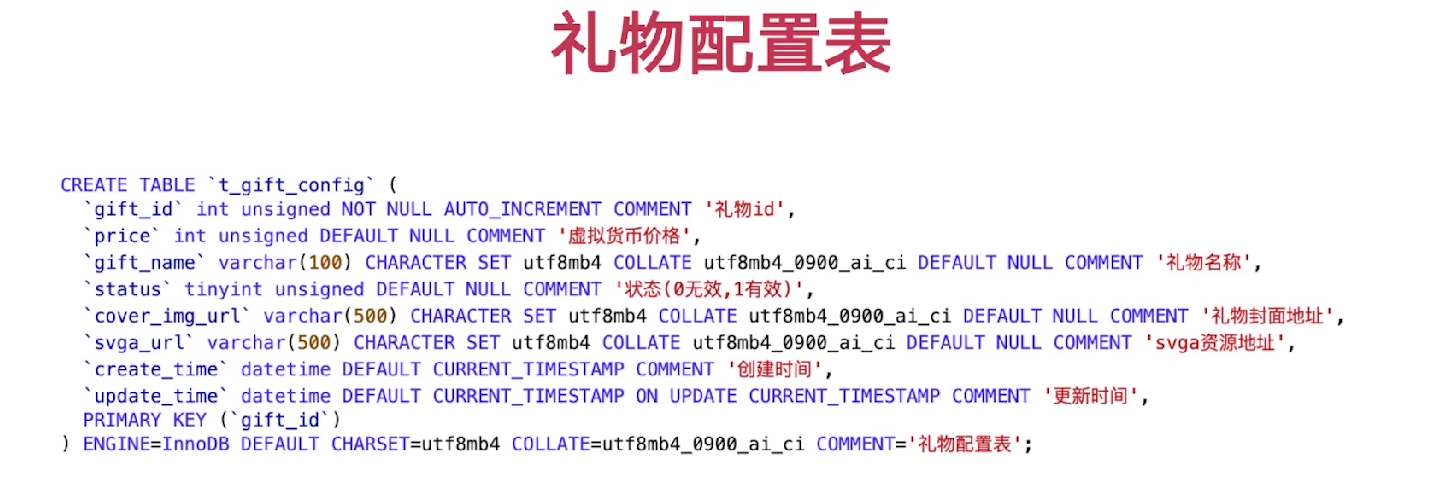 礼物配置表
CREATE TABLE `t_gift_config` (
`gift_id` int unsigned NOT NULL AUTO_INCREMENT COMMENT '礼物id',
`price` int unsigned DEFAULT NULL COMMENT '虚拟货币价格',
`gift_name` varchar(100) CHARACTER SET utf8mb4 COLLATE utf8mb4_0900_ai_ci DEFAULT NULL COMMENT '礼物名称',
`status` tinyint unsigned DEFAULT NULL COMMENT '状态(0无效,1有效)',
`cover_img_url` varchar(500) CHARACTER SET utf8mb4 COLLATE utf8mb4_0900_ai_ci DEFAULT NULL COMMENT '礼物封面地址',
`svga_url` varchar(500) CHARACTER SET utf8mb4 COLLATE utf8mb4_0900_ai_ci DEFAULT NULL COMMENT 'svga资源地址',
`create_time` datetime DEFAULT CURRENT_TIMESTAMP COMMENT '创建时间',
`update_time` datetime DEFAULT CURRENT_TIMESTAMP ON UPDATE CURRENT_TIMESTAMP COMMENT '更新时间',
PRIMARY KEY (`gift_id`)
) ENGINE=InnoDB DEFAULT CHARSET=utf8mb4 COLLATE=utf8mb4_0900_ai_ci COMMENT='礼物配置表';